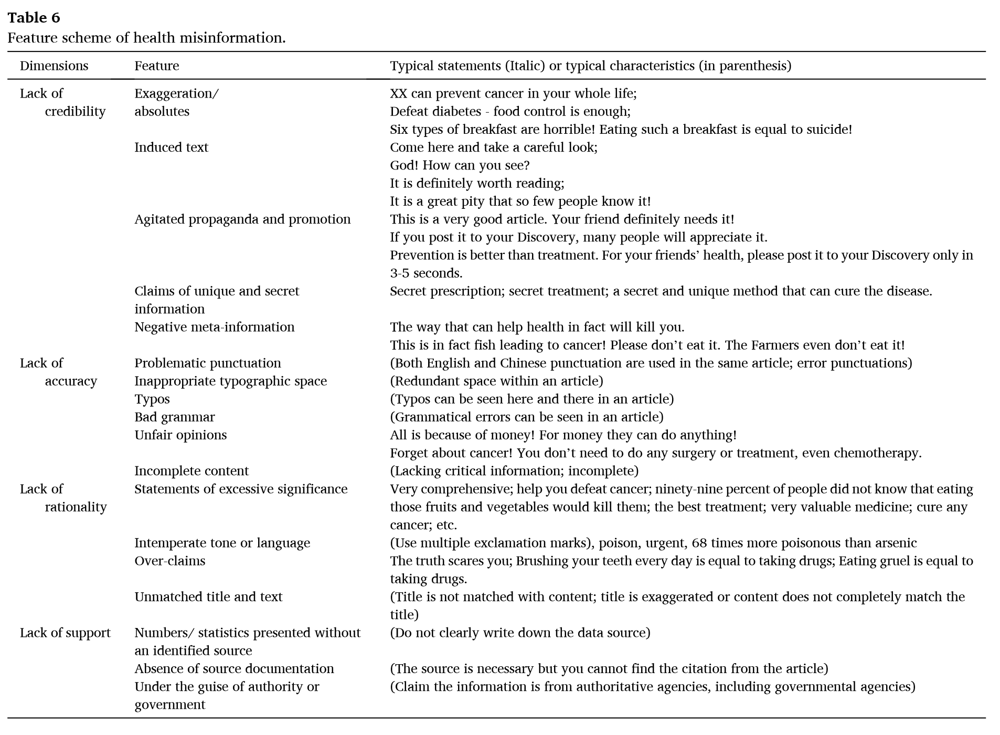 Table 6
Feature scheme of health misinformation.
Dimensions Feature Typical statements (Italic) or typical characteristics (in parenthesis)
Lack of Exaggeration/ XX can prevent cancer in your whole life;
credibility absolutes Defeat diabetes - food control is enough;
Six types of breakfast are horrible! Eating such a breakfast is equal to suicide!
Induced text Come here and take a careful look;
God! How can you see?
It is definitely worth reading;
It is a great pity that so few people know it!
Agitated propaganda and promotion This is a very good article. Your friend definitely needs it!
If you post it to your Discovery, many people will appreciate it.
Prevention is better than treatment. For your friends’ health, please post it to your Discovery only in
3-5 seconds.
Claims of unique and secret Secret prescription; secret treatment; a secret and unique method that can cure the disease.
information
Negative meta-information The way that can help health in fact will kill you.
This is in fact fish leading to cancer! Please don’t eat it. The Farmers even don’t eat it!
Lack of Problematic punctuation (Both English and Chinese punctuation are used in the same article; error punctuations)
accuracy Inappropriate typographic space (Redundant space within an article)
Typos (Typos can be seen here and there in an article)
Bad grammar (Grammatical errors can be seen in an article)
Unfair opinions All is because of money! For money they can do anything!
Forget about cancer! You don’t need to do any surgery or treatment, even chemotherapy.
Incomplete content (Lacking critical information; incomplete)
Lack of Statements of excessive significance Very comprehensive; help you defeat cancer; ninety-nine percent of people did not know that eating
rationality those fruits and vegetables would kill them; the best treatment; very valuable medicine; cure any
cancer; etc.
Intemperate tone or language (Use multiple exclamation marks), poison, urgent, 68 times more poisonous than arsenic
Over-claims The truth scares you; Brushing your teeth every day is equal to taking drugs; Eating gruel is equal to
taking drugs.
Unmatched title and text (Title is not matched with content; title is exaggerated or content does not completely match the
title)
Lack of support Numbers/ statistics presented without (Do not clearly write down the data source)
an identified source
Absence of source documentation (The source is necessary but you cannot find the citation from the article)
Under the guise of authority or (Claim the information is from authoritative agencies, including governmental agencies)
government